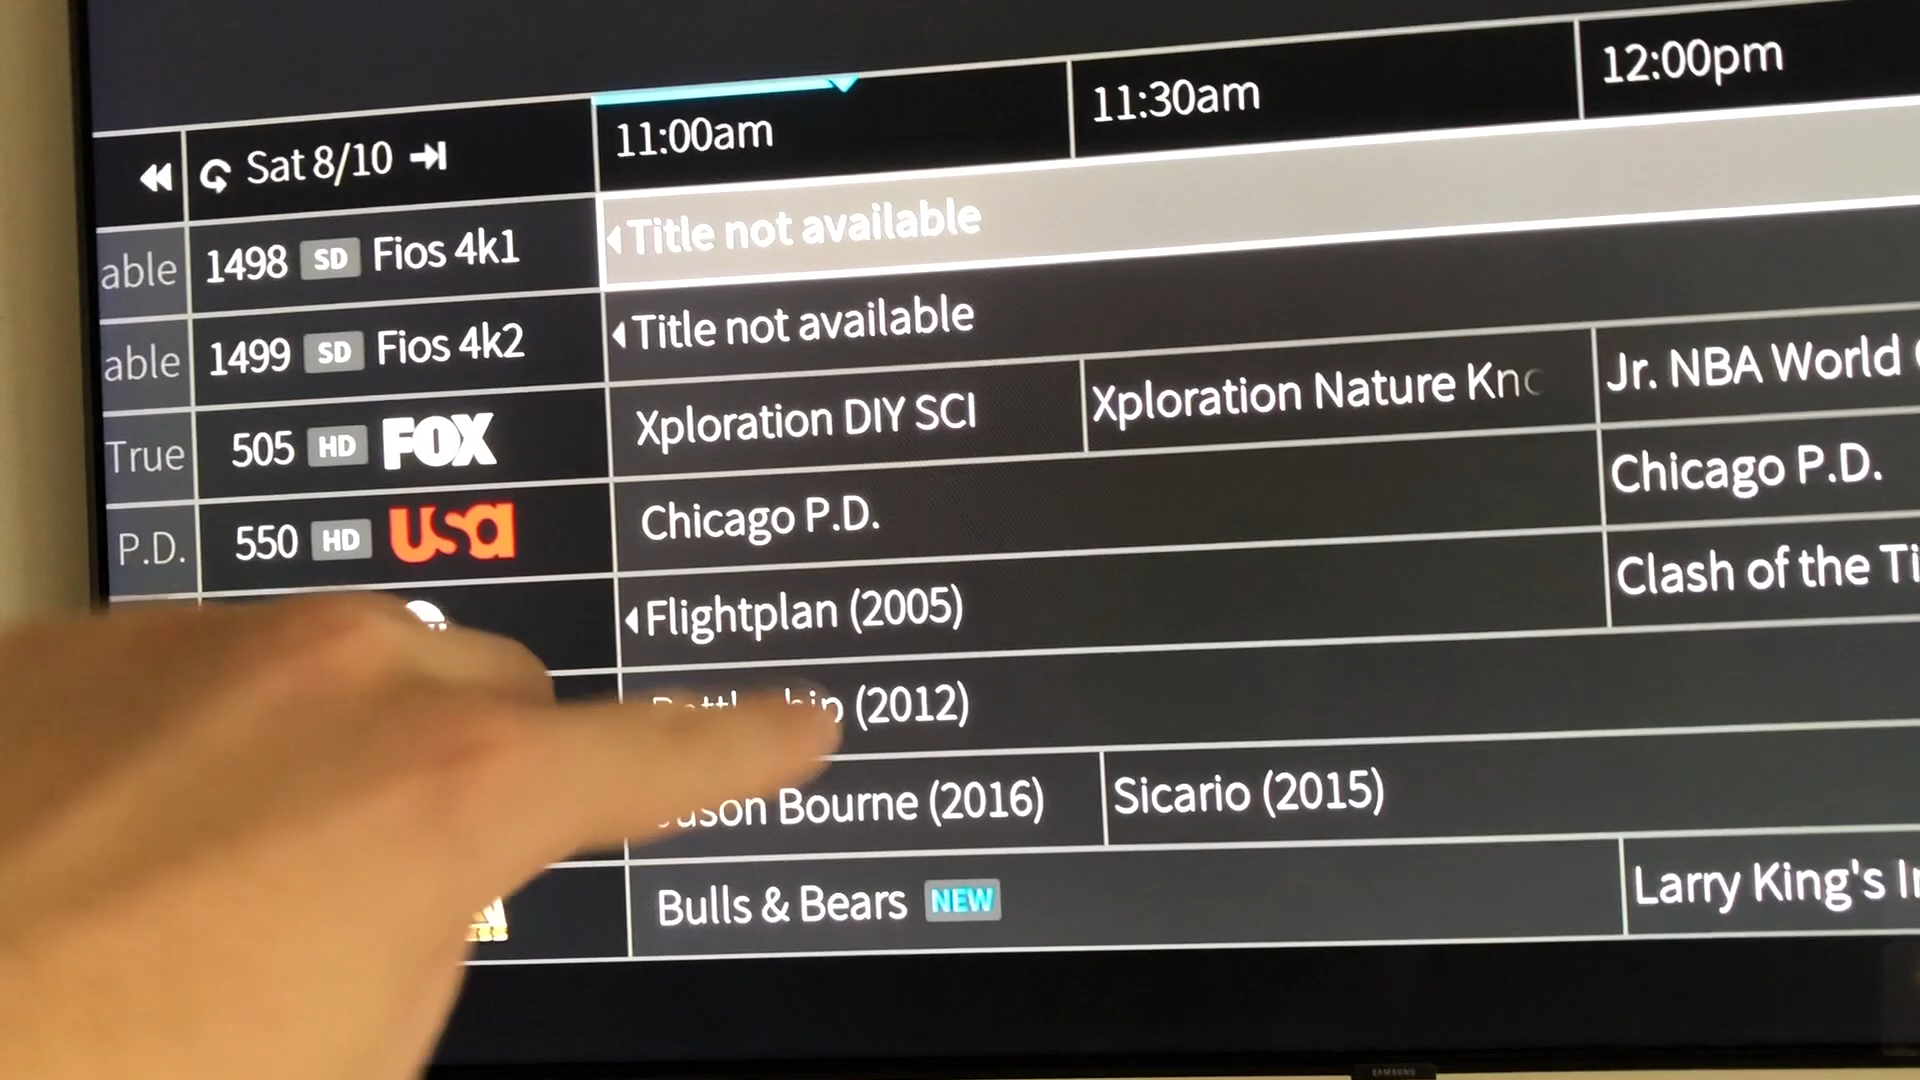 Sat 8/10 11:00am 11:30am 12:00pm
able 1498 SD Fios 4k1 Title not available
able 1499 SD Fios 4k2 Title not available
True 505 HD FOX Xploration DIY SCI Xploration Nature Kno Jr. NBA World
P.D. 550 HD USA Chicago P.D. Chicago P.D.
Flightplan (2005) Clash of the Ti
(2012)
Bourne (2016) Sicario (2015)
Bulls & Bears NEW Larry King's
SAMSUNG